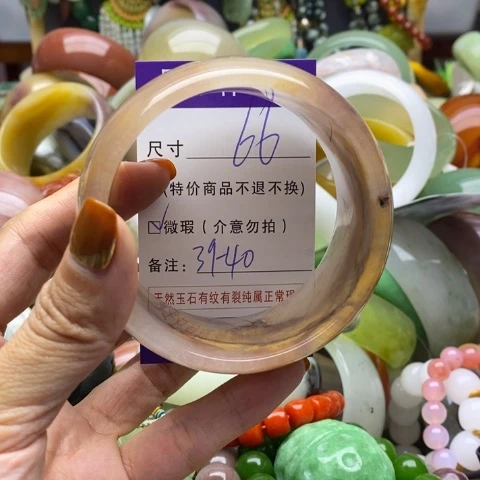 尺寸 66
(特价商品不退不换)
☑微瑕（介意勿拍）
备注: 39-40
天然玉石有纹有裂纯属正常现